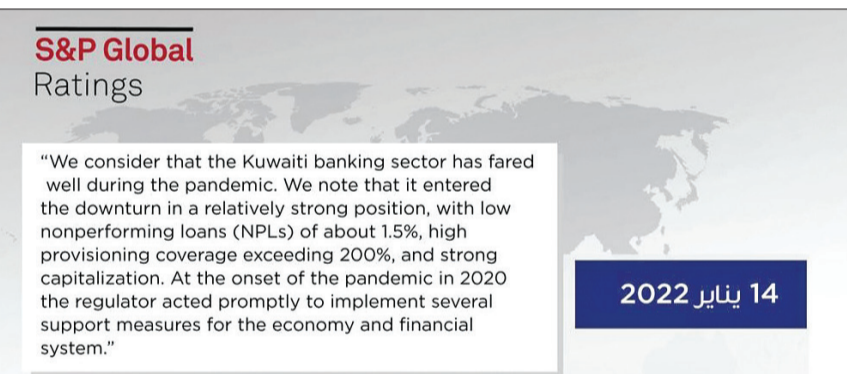 S&P Global
Ratings
“We consider that the Kuwaiti banking sector has fared
well during the pandemic. We note that it entered
the downturn in a relatively strong position, with low
nonperforming loans (NPLs) of about 1.5%, high
provisioning coverage exceeding 200%, and strong
capitalization. At the onset of the pandemic in 2020
the regulator acted promptly to implement several
support measures for the economy and financial
system.”
14 يناير 2022